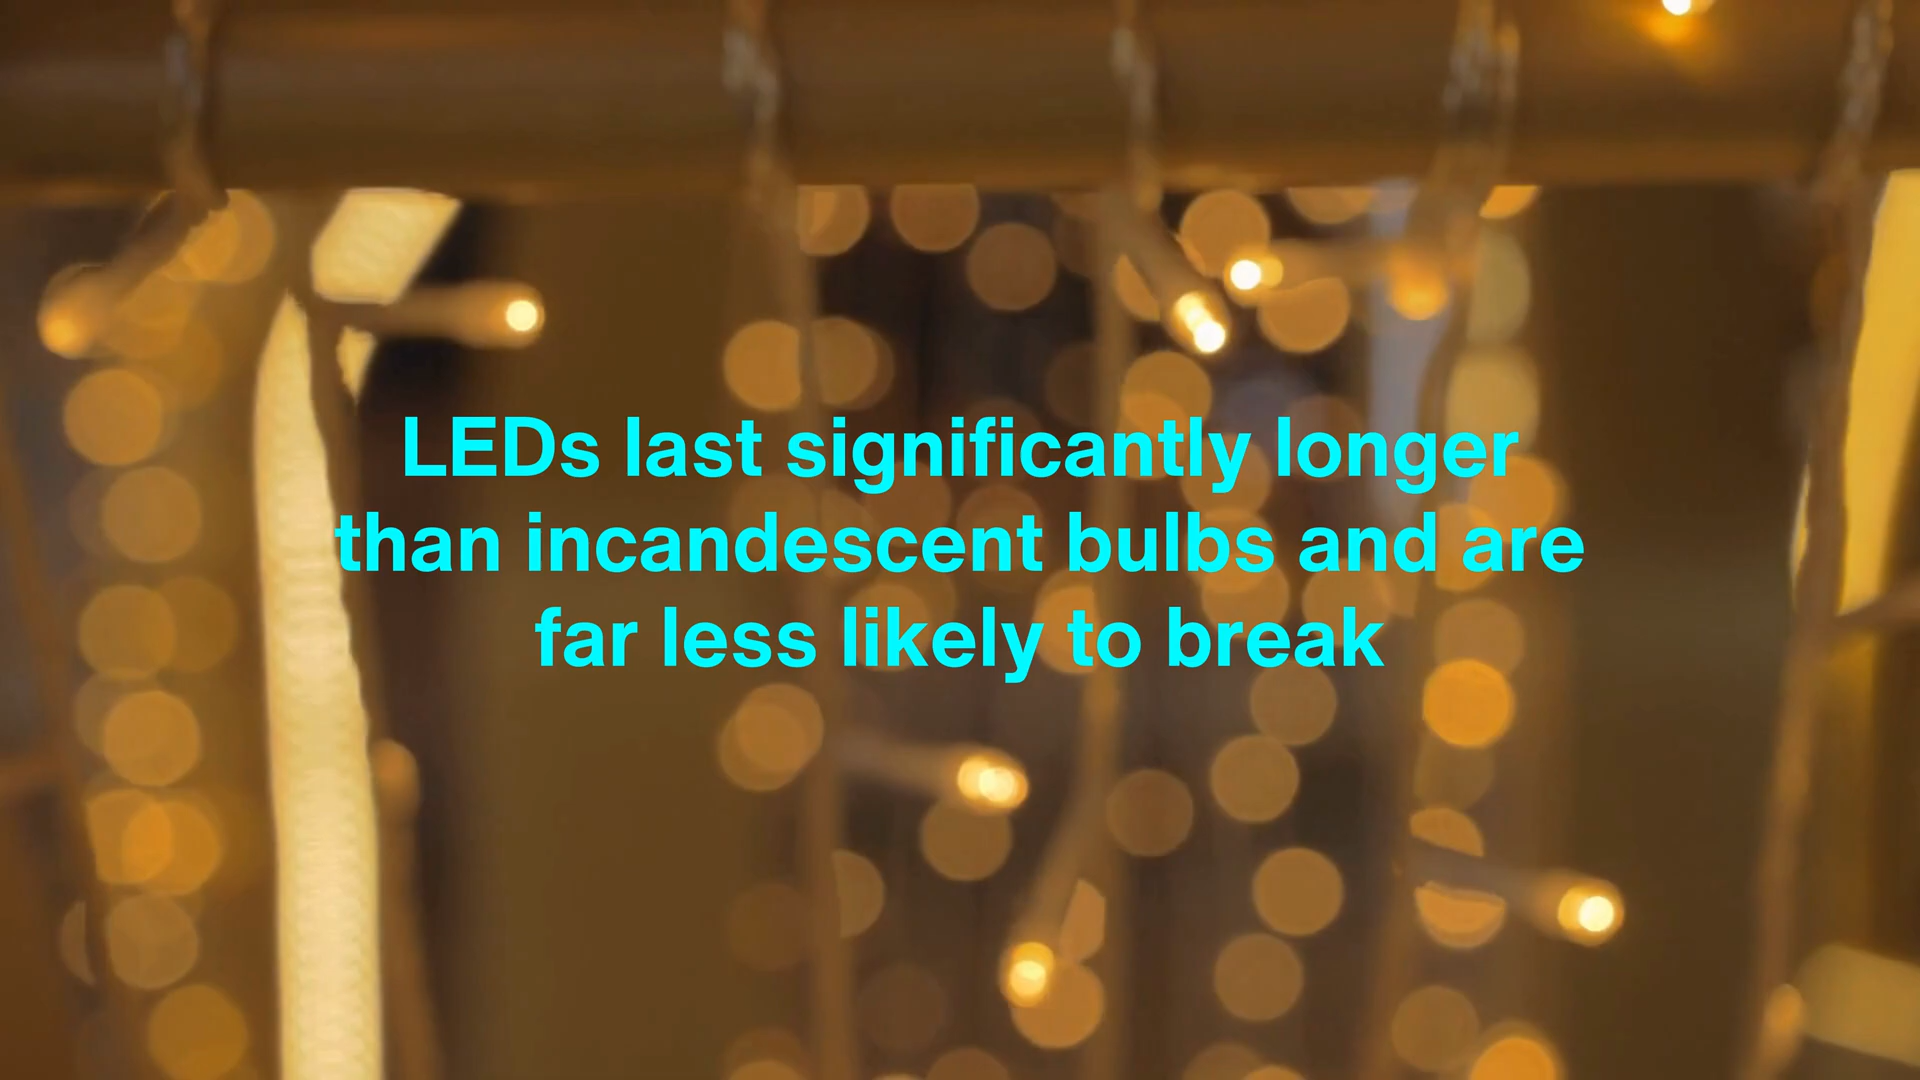 LEDs last significantly longer
than incandescent bulbs and are
far less likely to break